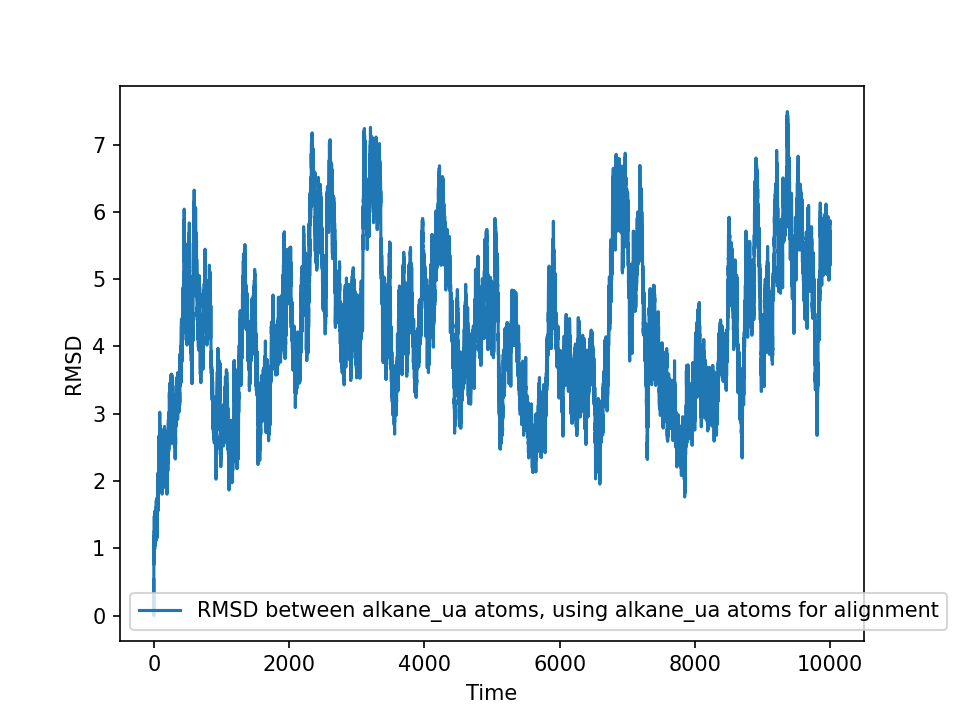 7
6
5
4
3
2
1
0
RMSD
RMSD between alkane_ua atoms, using alkane_ua atoms for alignment
0 2000 4000 6000 8000 10000
Time